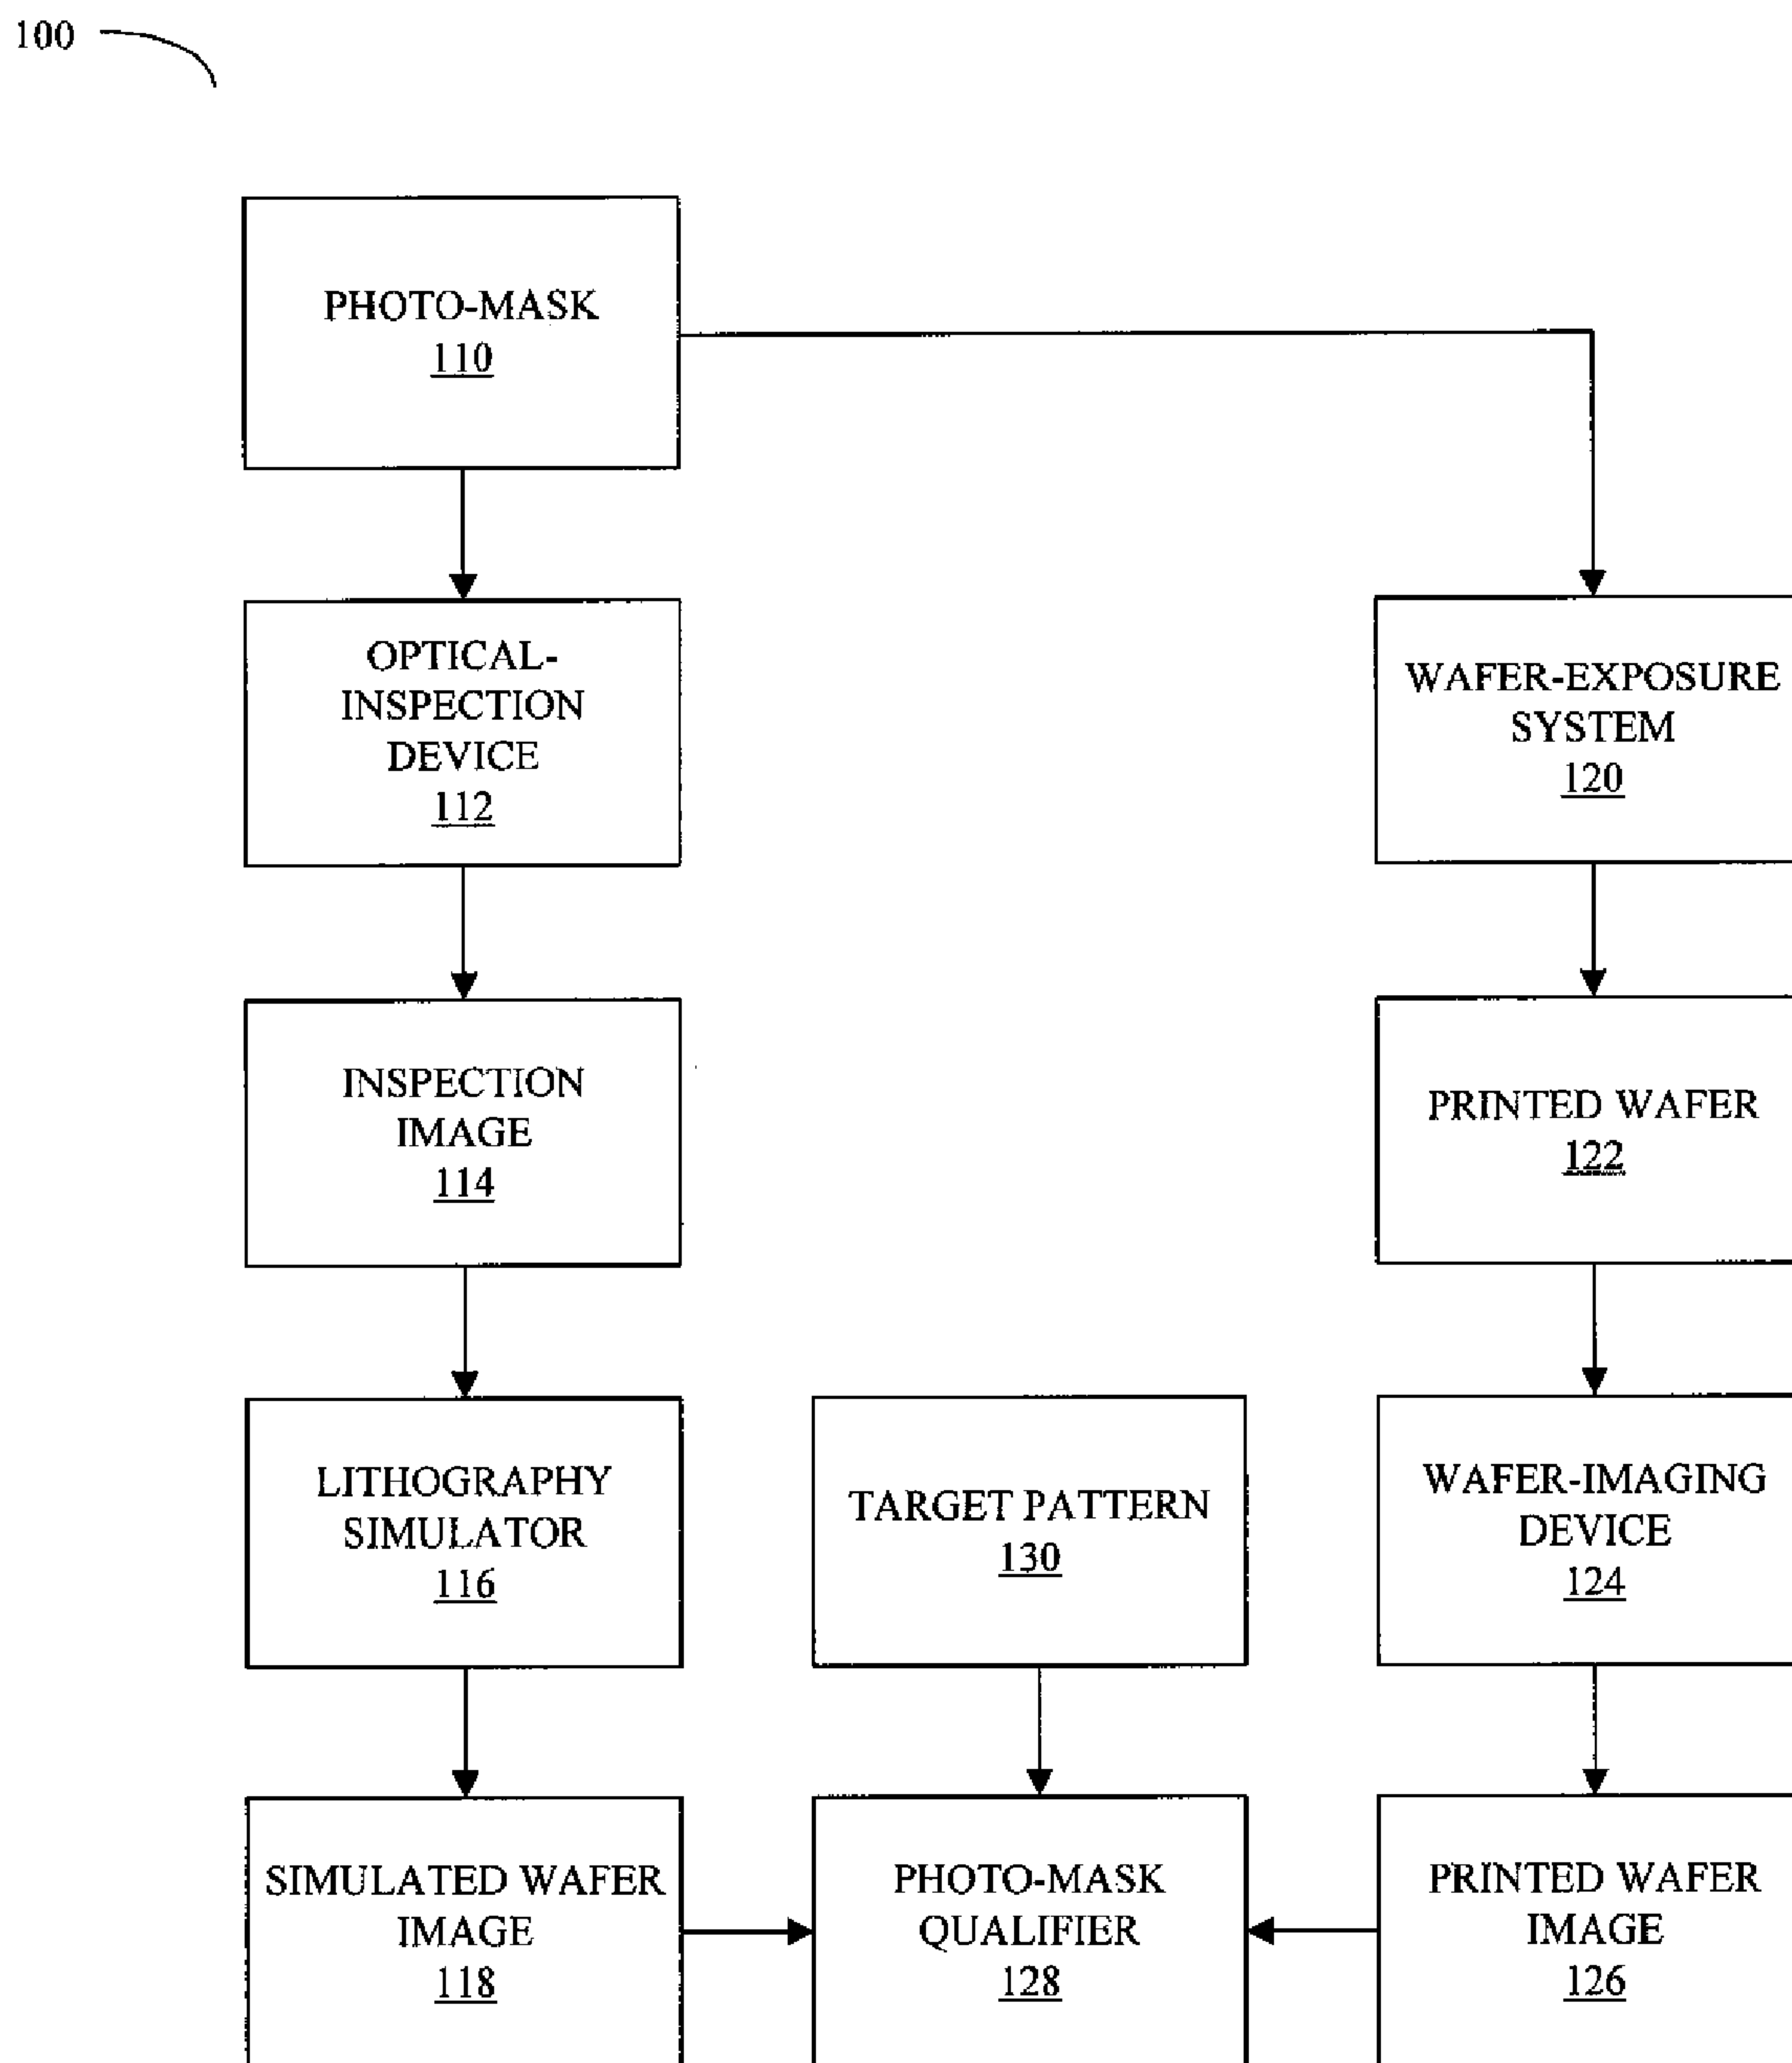 100
PHOTO-MASK
110
OPTICAL-
INSPECTION
DEVICE
112
WAFER-EXPOSURE
SYSTEM
120
INSPECTION
IMAGE
114
PRINTED WAFER
122
LITHOGRAPHY
SIMULATOR
116
TARGET PATTERN
130
WAFER-IMAGING
DEVICE
124
SIMULATED WAFER
IMAGE
118
PHOTO-MASK
QUALIFIER
128
PRINTED WAFER
IMAGE
126